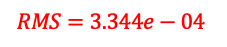 RMS = 3.344e − 04